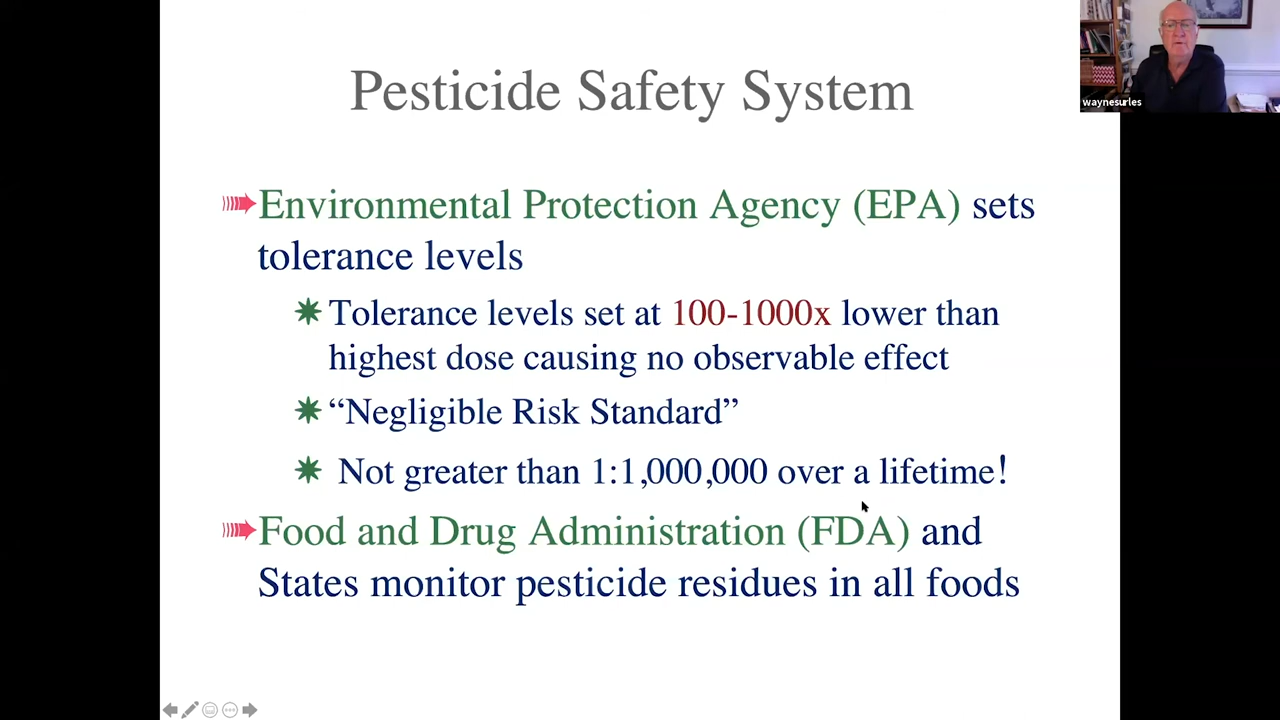 Pesticide Safety System
Environmental Protection Agency (EPA) sets
tolerance levels
Tolerance levels set at 100-1000x lower than
highest dose causing no observable effect
“Negligible Risk Standard”
Not greater than 1:1,000,000 over a lifetime!
Food and Drug Administration (FDA) and
States monitor pesticide residues in all foods
waynesurles